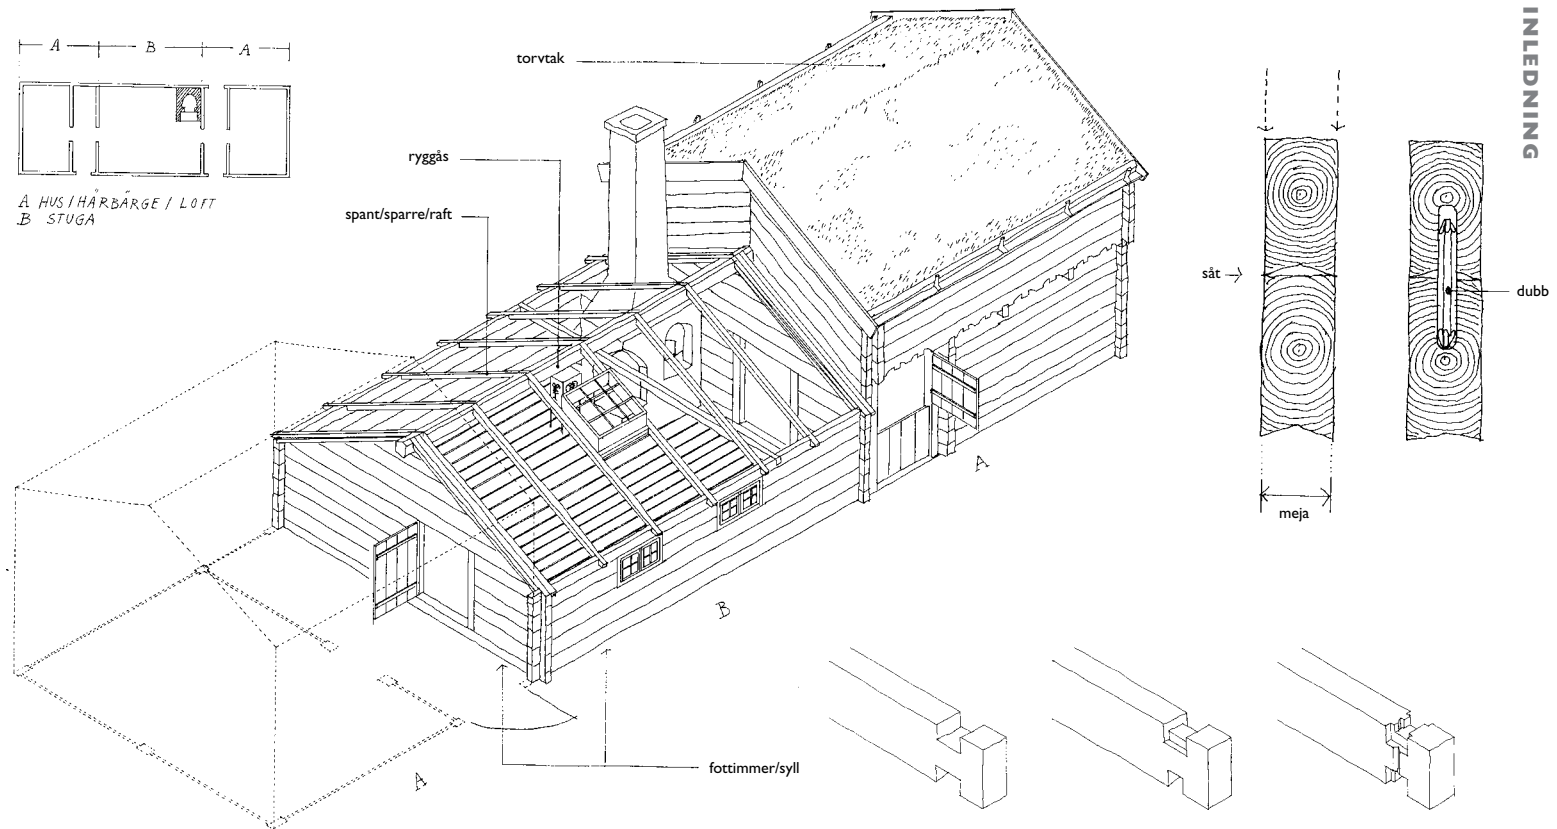 INLEDNING
A B A
A HUS / HÄRBÄRGE / LOFT
B STUGA
torvtak
ryggås
spant/sparre/raft
såt
dubb
meja
A
B
A
fottimmer/syll